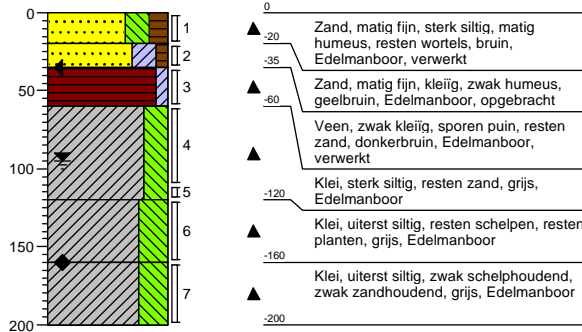 0
50
100
150
200
1
2
3
4
5
6
7
0
Zand, matig fijn, sterk siltig, matig
humeus, resten wortels, bruin,
Edelmanboor, verwerkt
-20
-35
Zand, matig fijn, kleiïg, zwak humeus,
geelbruin, Edelmanboor, opgebracht
-60
Veen, zwak kleiïg, sporen puin, resten
zand, donkerbruin, Edelmanboor,
verwerkt
-120
Klei, sterk siltig, resten zand, grijs,
Edelmanboor
Klei, uiterst siltig, resten schelpen, resten
planten, grijs, Edelmanboor
-160
Klei, uiterst siltig, zwak schelphoudend,
zwak zandhoudend, grijs, Edelmanboor
-200